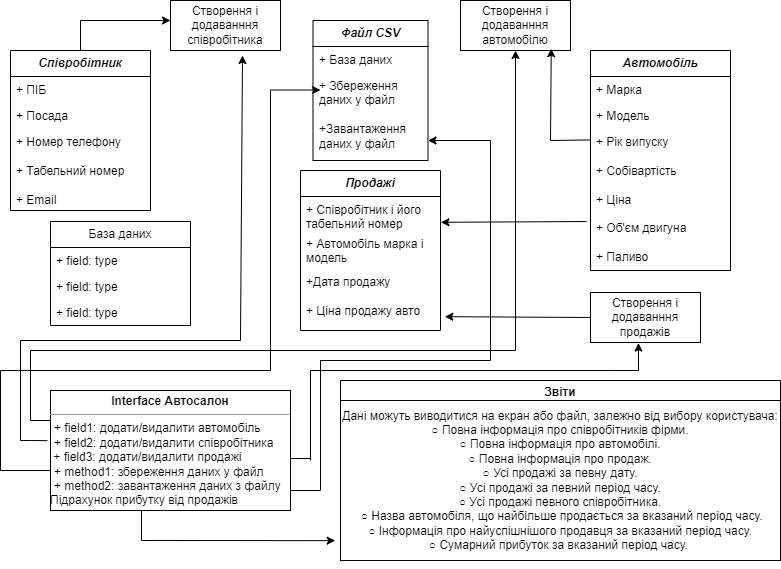 Створення і
додаванння
співробітника
Співробітник
+ ПІБ
+ Посада
+ Номер телефону
+ Табельний номер
+ Email
База даних
+ field: type
+ field: type
+ field: type
Файл CSV
+ База даних
+ Збереження
даних у файл
+Завантаження
даних у файл
Продажі
+ Співробітник і його
табельний номер
+ Автомобіль марка і
модель
+Дата продажу
+ Ціна продажу авто
Створення і
додаванння
автомобілю
Автомобіль
+ Марка
+ Модель
+ Рік випуску
+ Собівартість
+ Ціна
+ Об'єм двигуна
+ Паливо
Створення і
додаванння
продажів
Interface Автосалон
+ field1: додати/видалити автомобіль
+ field2: додати/видалити співробітника
+ field3: додати/видалити продажі
+ method1: збереження даних у файл
+ method2: завантаження даних з файлу
Підрахунок прибутку від продажів
Звіти
Дані можуть виводитися на екран або файл, залежно від вибору користувача:
○ Повна інформація про співробітників фірми.
○ Повна інформація про автомобілі.
○ Повна інформація про продаж.
○ Усі продажі за певну дату.
○ Усі продажі за певний період часу.
○ Усі продажі певного співробітника.
○ Назва автомобіля, що найбільше продається за вказаний період часу.
○ Інформація про найуспішнішого продавця за вказаний період часу.
○ Сумарний прибуток за вказаний період часу.